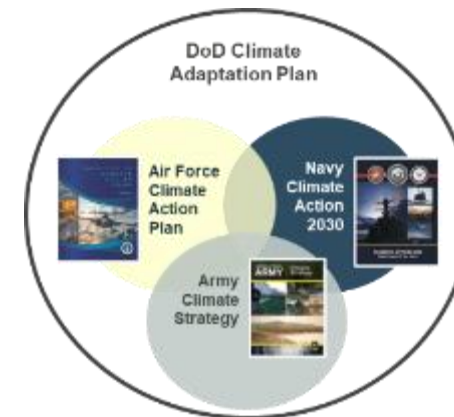 DoD Climate
Adaptation Plan
Air Force
Climate
Action
Plan
Navy
Climate
Action
2030
Army
Climate
Strategy
ARMY